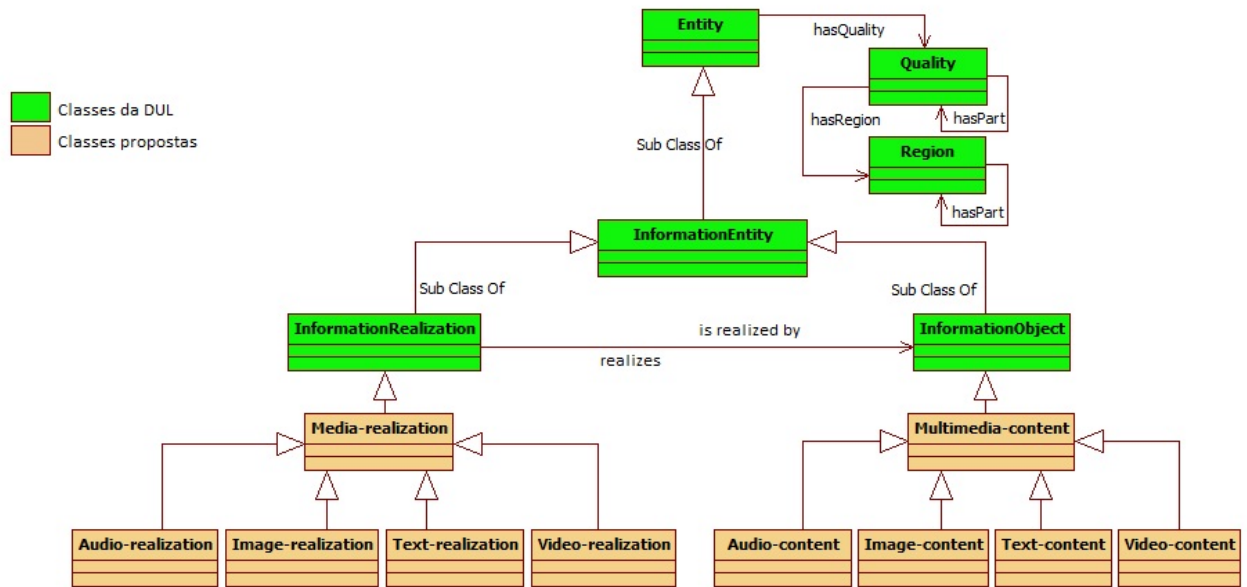 Entity
hasQuality
Quality
Classes da DUL
hasRegion
hasPart
Classes propostas
Sub Class Of
Region
hasPart
InformationEntity
Sub Class Of
Sub Class Of
InformationRealization
is realized by
InformationObject
realizes
Media-realization
Multimedia-content
Audio-realization
Image-realization
Text-realization
Video-realization
Audio-content
Image-content
Text-content
Video-content